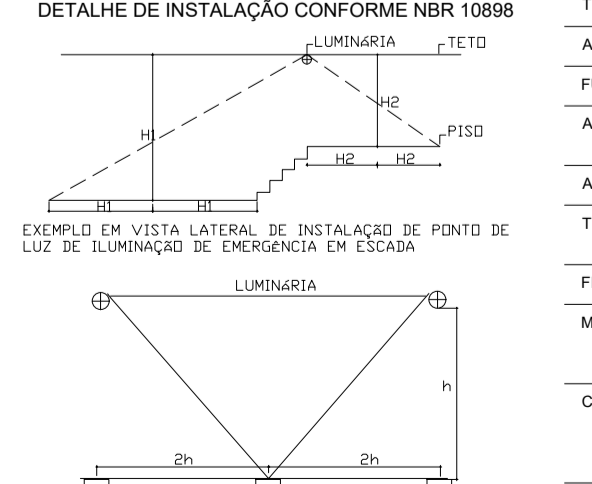 DETALHE DE INSTALAÇÃO CONFORME NBR 10898
LUMINÁRIA
TETO
H1
H2
PISO
H2 H2
H1 H1
EXEMPLO EM VISTA LATERAL DE INSTALAÇÃO DE PONTO DE
LUZ DE ILUMINAÇÃO DE EMERGÊNCIA EM ESCADA
LUMINÁRIA
h
2h 2h